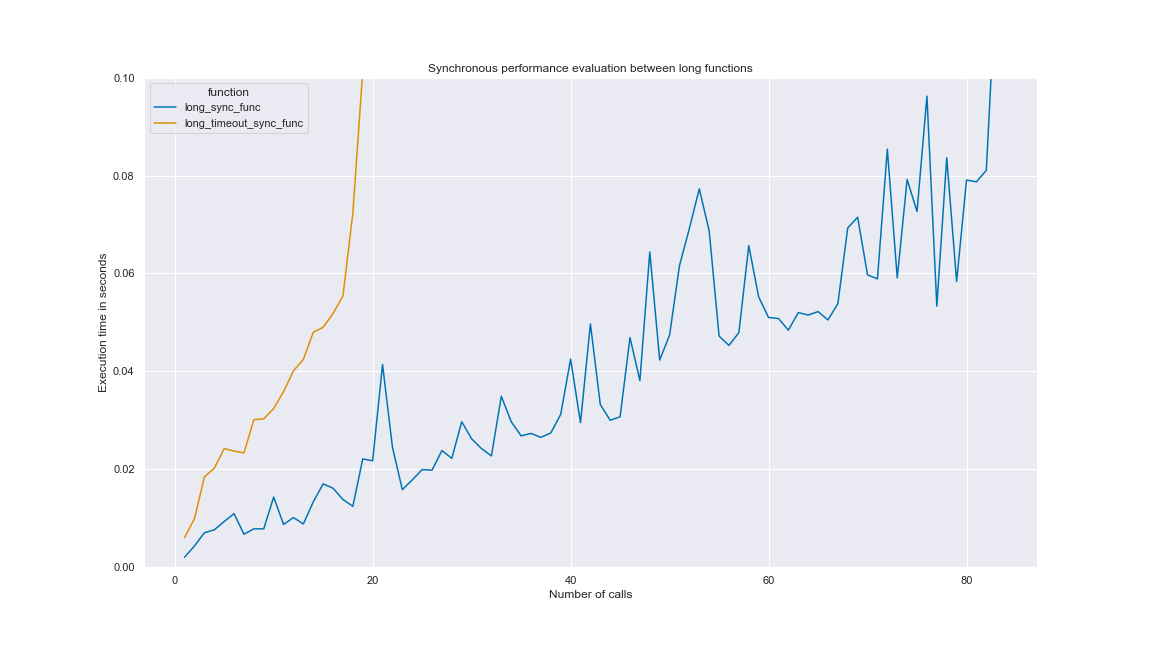 Synchronous performance evaluation between long functions
0.10
0.08
0.06
0.04
0.02
0.00
Execution time in seconds
function
long_sync_func
long_timeout_sync_func
0 20 40 60 80
Number of calls